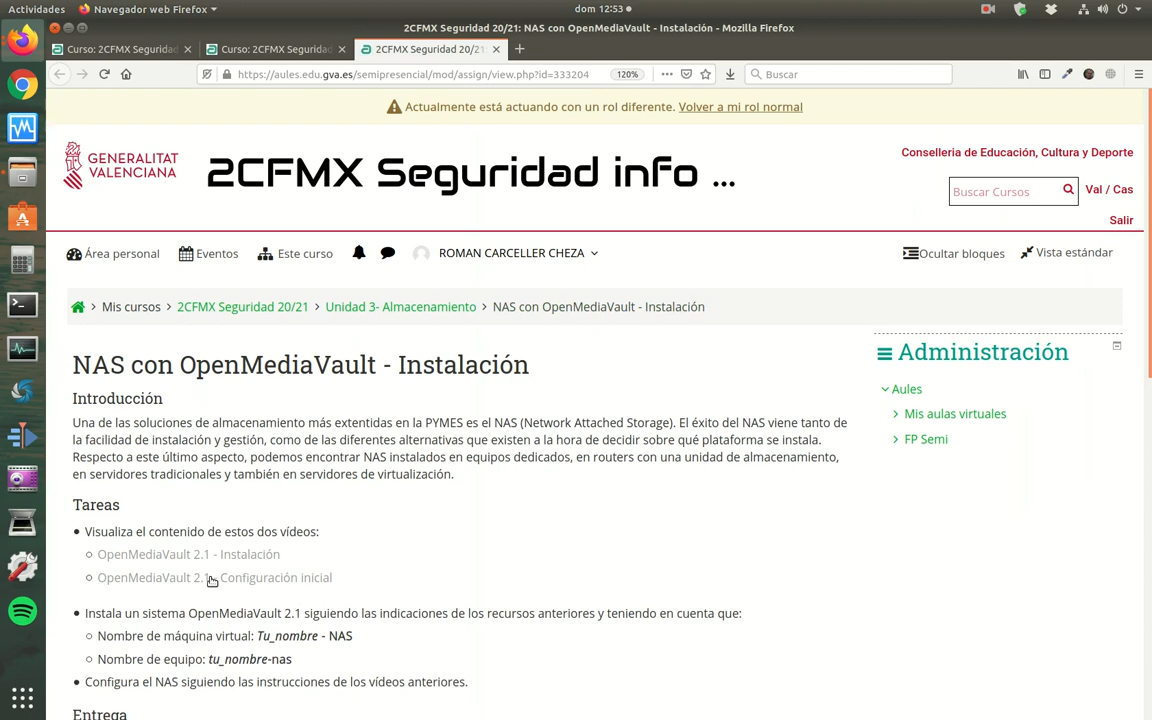 Actividades Navegador web Firefox dom 12:53
2CFMX Seguridad 20/21: NAS con OpenMediaVault - Instalación - Mozilla Firefox
Curso: 2CFMX Seguridad Curso: 2CFMX Seguridad 2CFMX Seguridad 20/21:
https://aules.edu.gva.es/semipresencial/mod/assign/view.php?id=333204 120% Buscar
Actualmente está actuando con un rol diferente. Volver a mi rol normal
GENERALITAT
VALENCIANA
2CFMX Seguridad info ...
Conselleria de Educación, Cultura y Deporte
Buscar Cursos Val / Cas
Salir
Área personal Eventos Este curso ROMAN CARCELLER CHEZA Ocultar bloques Vista estándar
Mis cursos 2CFMX Seguridad 20/21 Unidad 3- Almacenamiento NAS con OpenMediaVault - Instalación
NAS con OpenMediaVault - Instalación
Introducción
Una de las soluciones de almacenamiento más extentidas en la PYMES es el NAS (Network Attached Storage). El éxito del NAS viene tanto de
la facilidad de instalación y gestión, como de las diferentes alternativas que existen a la hora de decidir sobre qué plataforma se instala.
Respecto a este último aspecto, podemos encontrar NAS instalados en equipos dedicados, en routers con una unidad de almacenamiento,
en servidores tradicionales y también en servidores de virtualización.
Tareas
Visualiza el contenido de estos dos vídeos:
OpenMediaVault 2.1 - Instalación
OpenMediaVault 2.1 - Configuración inicial
Instala un sistema OpenMediaVault 2.1 siguiendo las indicaciones de los recursos anteriores y teniendo en cuenta que:
Nombre de máquina virtual: Tu_nombre - NAS
Nombre de equipo: tu_nombre-nas
Configura el NAS siguiendo las instrucciones de los vídeos anteriores.
Entrega
Administración
Aules
Mis aulas virtuales
FP Semi